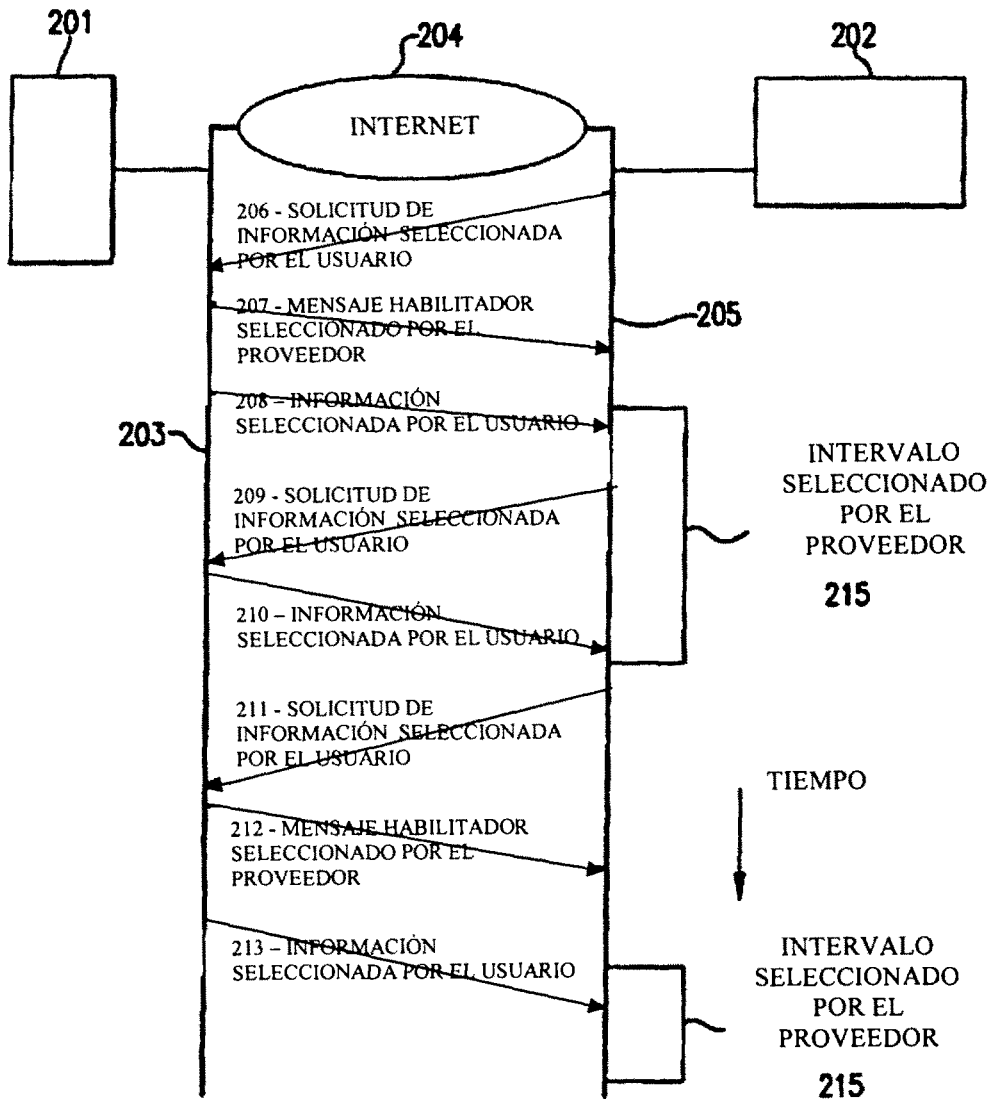 201
204
202
INTERNET
206 - SOLICITUD DE
INFORMACIÓN SELECCIONADA
POR EL USUARIO
207 - MENSAJE HABILITADOR
SELECCIONADO POR EL
PROVEEDOR
205
208 – INFORMACIÓN
SELECCIONADA POR EL USUARIO
203
INTERVALO
SELECCIONADO
POR EL
PROVEEDOR
215
209 - SOLICITUD DE
INFORMACIÓN SELECCIONADA
POR EL USUARIO
210 – INFORMACIÓN
SELECCIONADA POR EL USUARIO
211 - SOLICITUD DE
INFORMACIÓN SELECCIONADA
POR EL USUARIO
TIEMPO
212 - MENSAJE HABILITADOR
SELECCIONADO POR EL
PROVEEDOR
213 – INFORMACIÓN
SELECCIONADA POR EL USUARIO
INTERVALO
SELECCIONADO
POR EL
PROVEEDOR
215